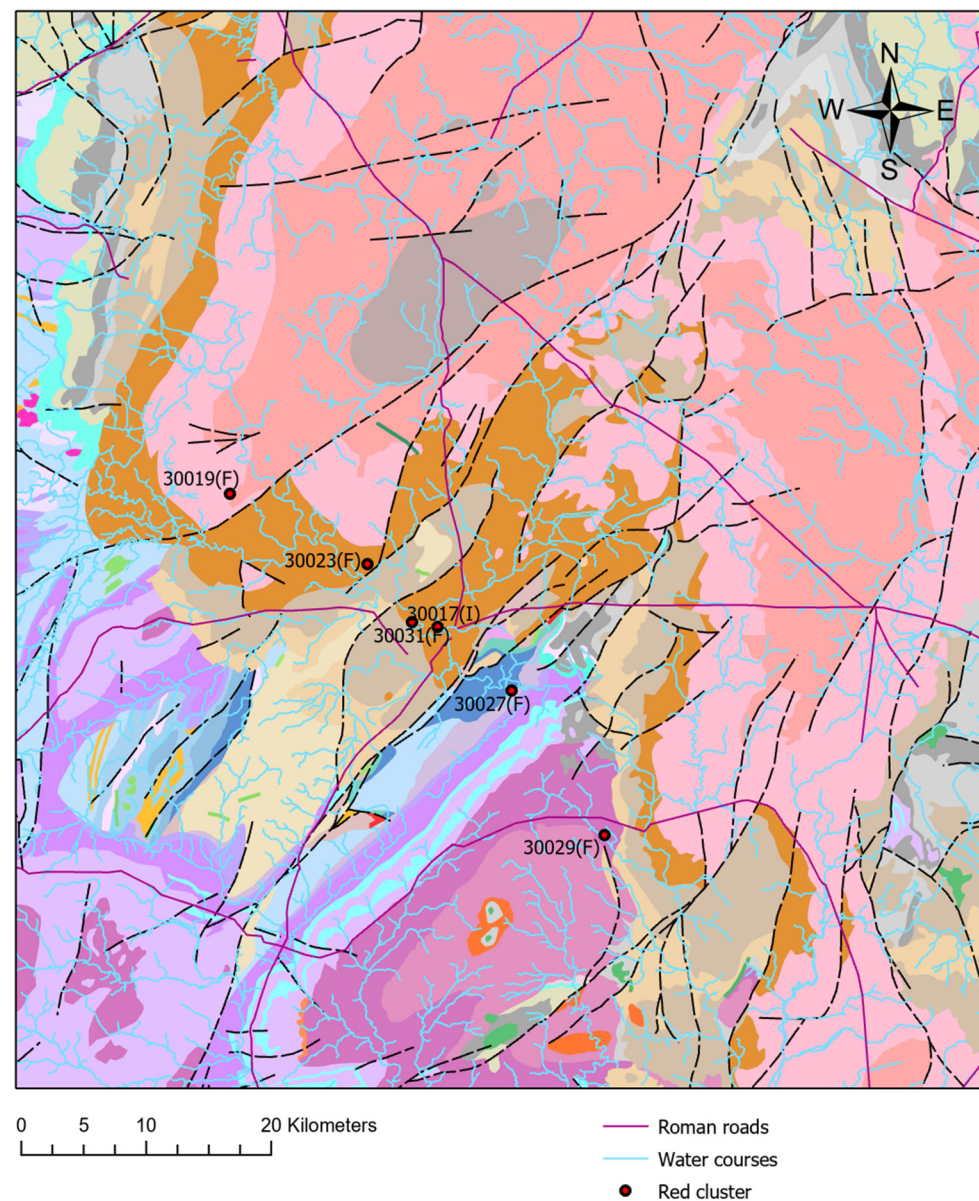 N
W E
S
30019(F)
30023(F)
30017(I)
30031(F)
30027(F)
30029(F)
0 5 10 20 Kilometers
Roman roads
Water courses
Red cluster